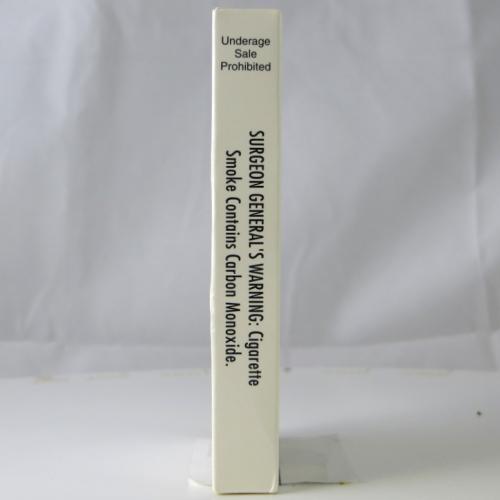 Underage
Sale
Prohibited
SURGEON GENERAL'S WARNING: Cigarette
Smoke Contains Carbon Monoxide.